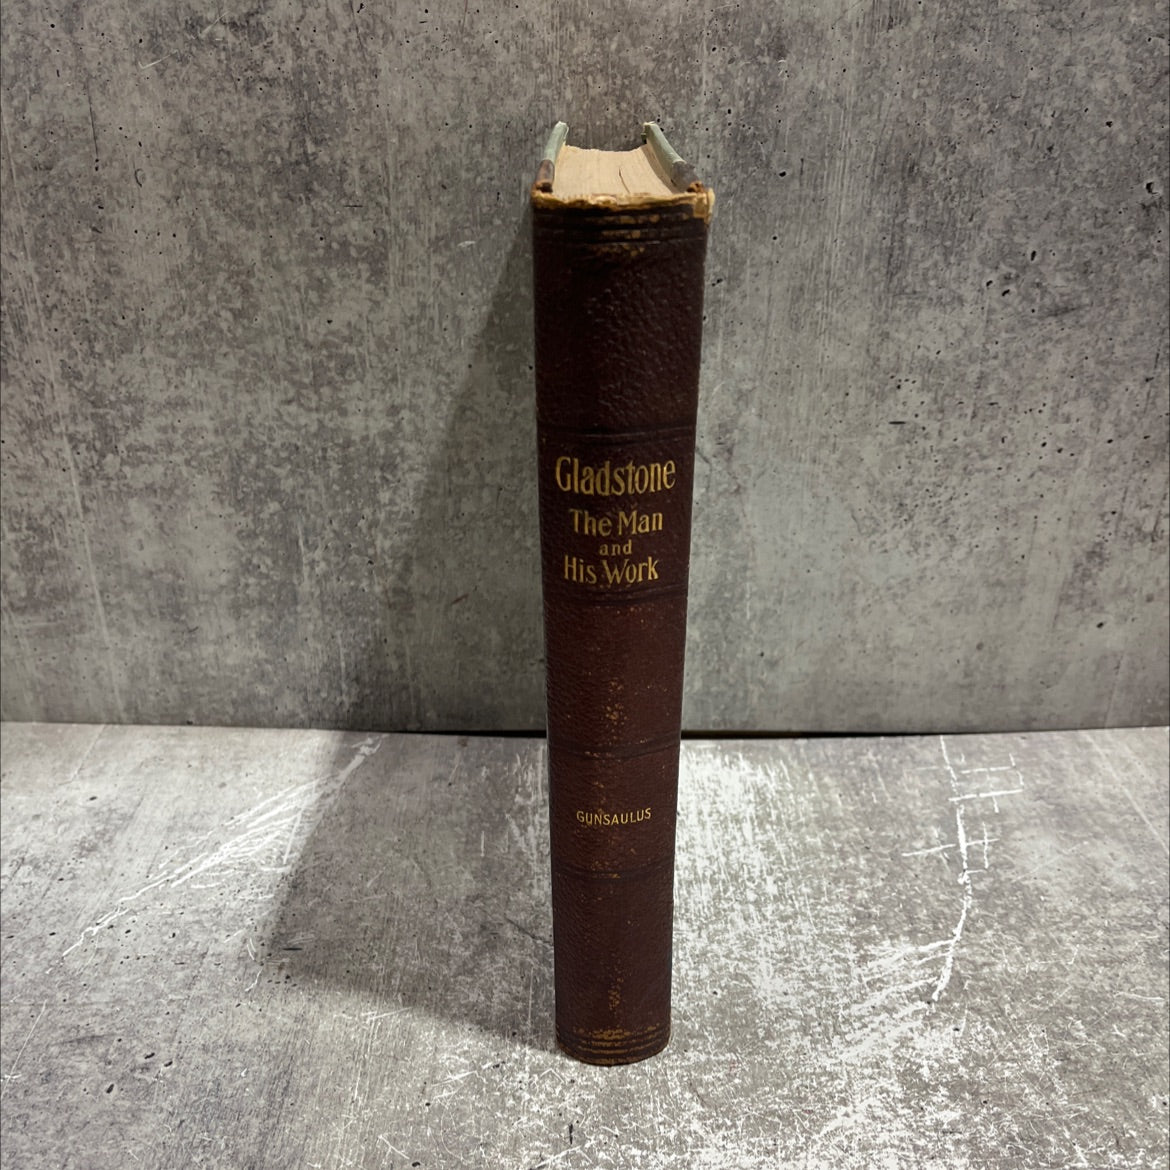 Gladstone
The Man
and
His Work
GUNSAULUS